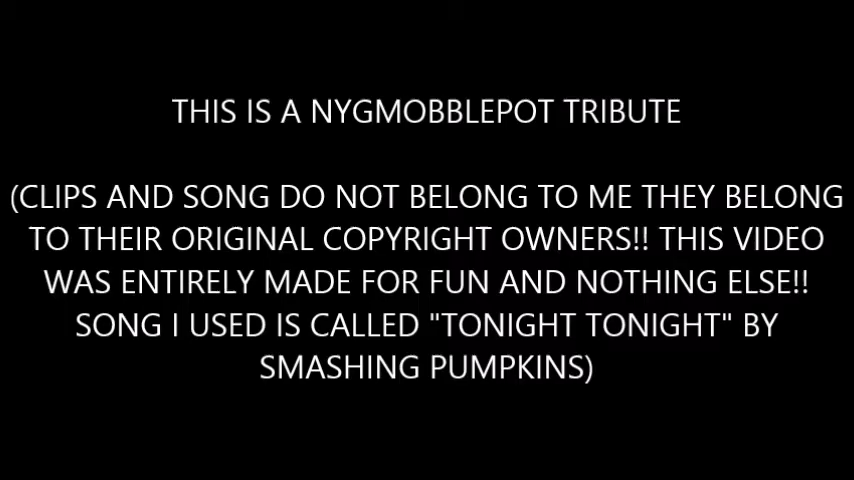 THIS IS A NYGMOBBLEPOT TRIBUTE
(CLIPS AND SONG DO NOT BELONG TO ME THEY BELONG
TO THEIR ORIGINAL COPYRIGHT OWNERS!! THIS VIDEO
WAS ENTIRELY MADE FOR FUN AND NOTHING ELSE!!
SONG I USED IS CALLED "TONIGHT TONIGHT" BY
SMASHING PUMPKINS)